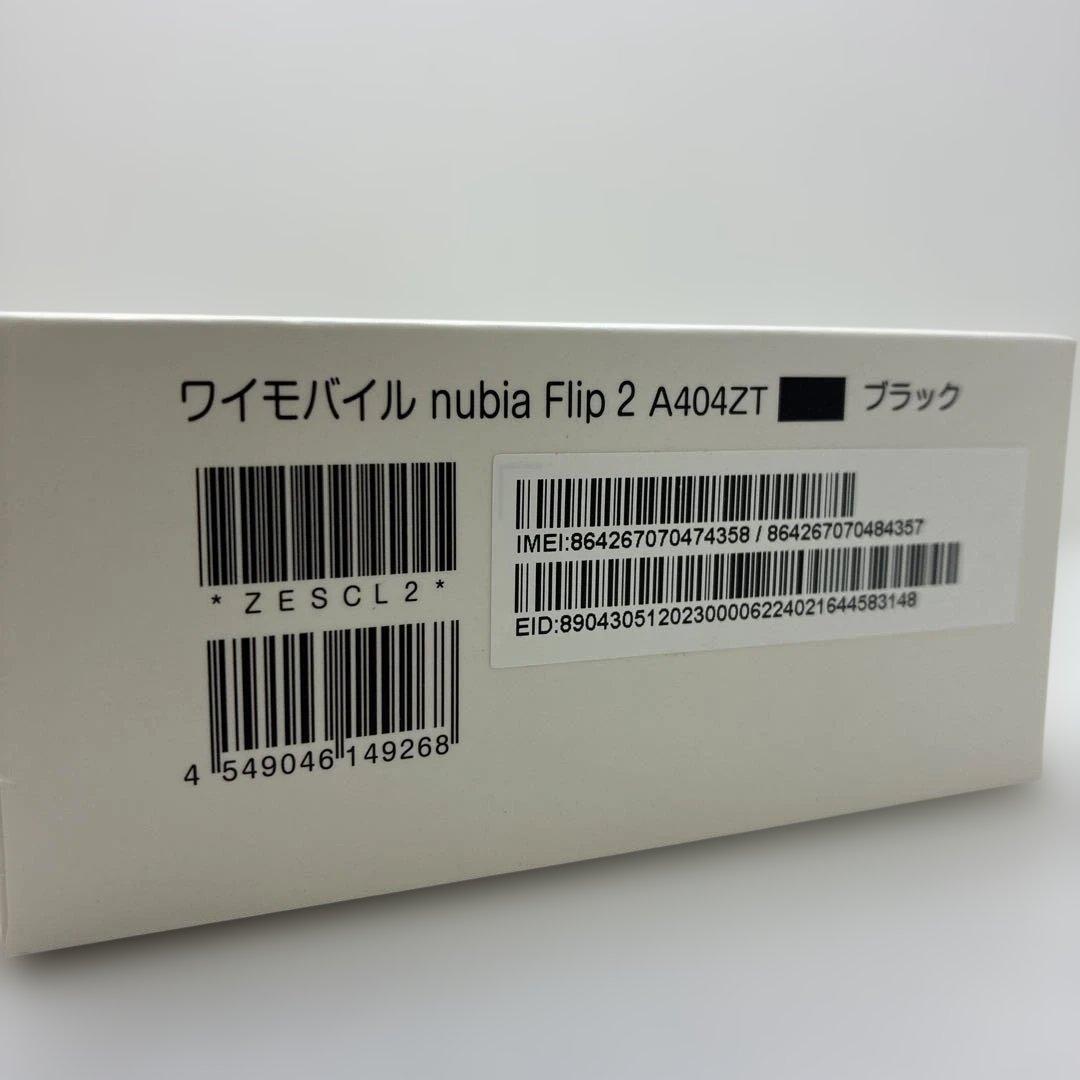 ワイモバイル nubia Flip 2 A404ZT ブラック
*ZESCL2*
4 549046 149268
IMEI:864267070474358 / 864267070484357
EID:89043051202300006224021644583148